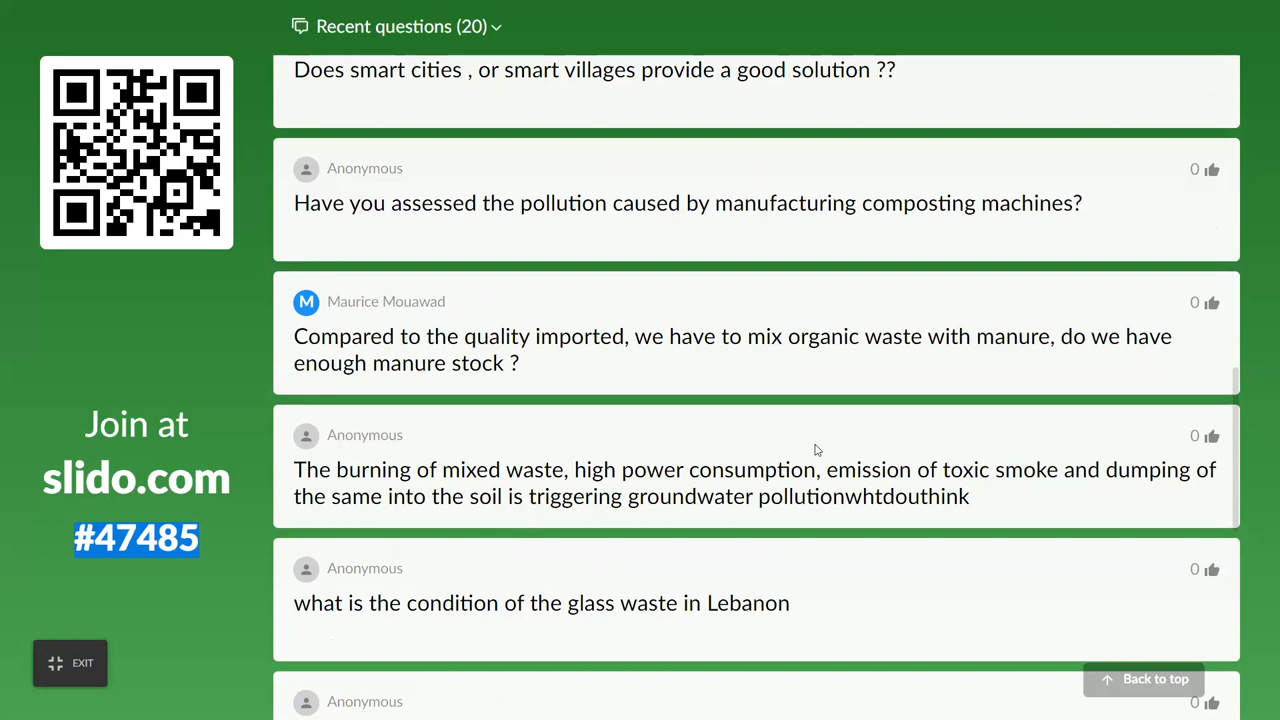 Recent questions (20)
Does smart cities , or smart villages provide a good solution ??
Anonymous
0
Have you assessed the pollution caused by manufacturing composting machines?
M
Maurice Mouawad
0
Compared to the quality imported, we have to mix organic waste with manure, do we have
enough manure stock ?
Anonymous
0
The burning of mixed waste, high power consumption, emission of toxic smoke and dumping of
the same into the soil is triggering groundwater pollutionwhtdouthink
Anonymous
0
what is the condition of the glass waste in Lebanon
Anonymous
0
Join at
slido.com
#47485
EXIT
Back to top